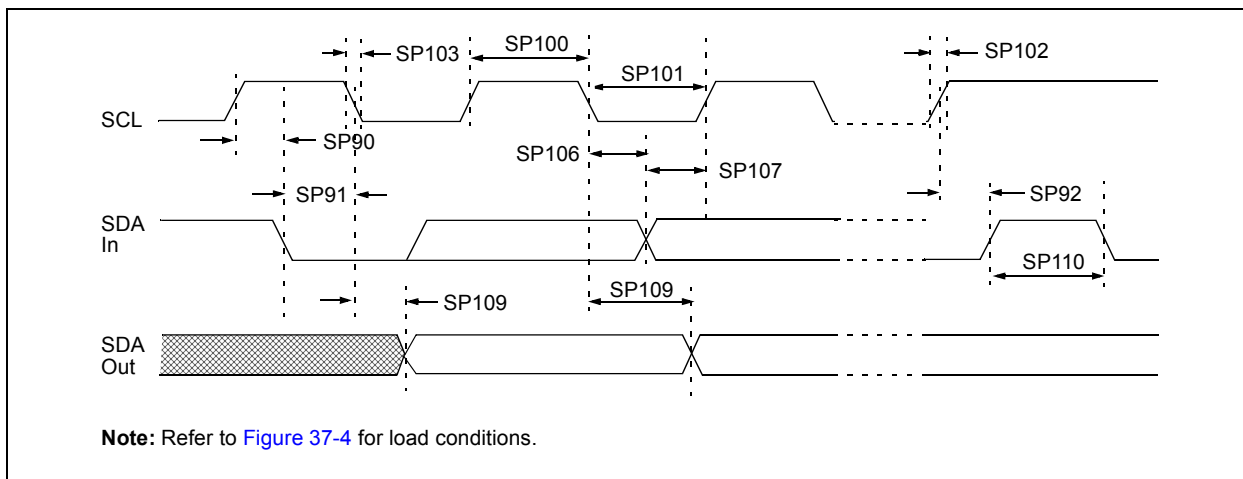 SP103
SP100
SP101
SP102
SCL
SP90
SP106
SP107
SP91
SP92
SDA
In
SP110
SP109
SP109
SDA
Out
Note: Refer to Figure 37-4 for load conditions.